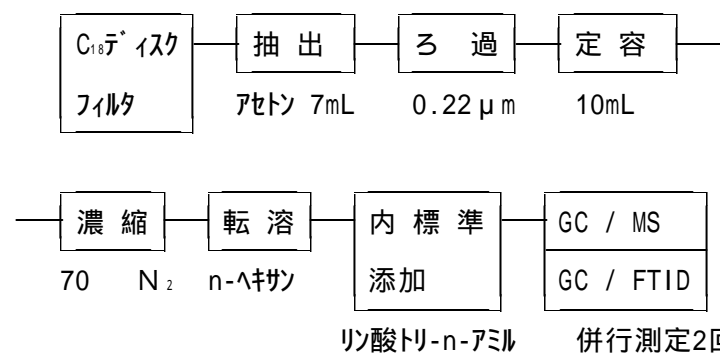 C₁₈ディスク
フィルタ
抽 出
アセトン 7mL
ろ 過
0.22μm
定 容
10mL
濃 縮
70 N₂
転 溶
n-ヘキサン
内 標 準
添加
リン酸トリ-n-アミル
GC / MS
GC / FTID
併行測定2回